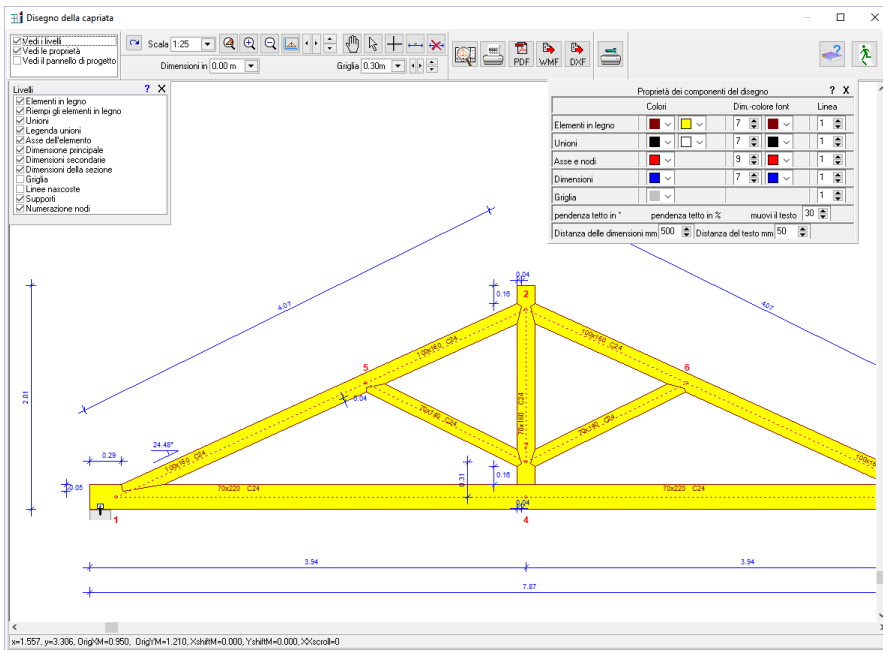 Disegno della capriata
Vedi i livelli
Vedi le proprietà
Vedi il pannello di progetto
Scala 1:25
Dimensioni in 0.00 m
Griglia 0.30m
PDF
WMF
DXF
Livelli ? X
Elementi in legno
Riempi gli elementi in legno
Unioni
Legenda unioni
Asse dell'elemento
Dimensione principale
Dimensioni secondarie
Dimensioni della sezione
Griglia
Linee nascoste
Supporti
Numerazione nodi
Proprietà dei componenti del disegno ? X
Colori Dim.-colore font Linea
Elementi in legno 7 1
Unioni 7 1
Asse e nodi 9 1
Dimensioni 7 1
Griglia 1
pendenza tetto in ° pendenza tetto in % muovi il testo 30
Distanza delle dimensioni mm 500 Distanza del testo mm 50
0.04
2
0.16
4.07
4.07
100x160 C24
100x160 C24
5
6
2.01
0.04
70x160 C24
70x140 C24
70x140 C24
24.48°
7
0.29
100x160 C24
100x160
0.31
0.16
0.05
70x220 C24
70x220 C24
0.04
1
4
3.94
3.94
7.87
x=1.557, y=3.306, OrigXM=0.950, OrigYM=1.210, XshiftM=0.000, YshiftM=0.000, XXscroll=0